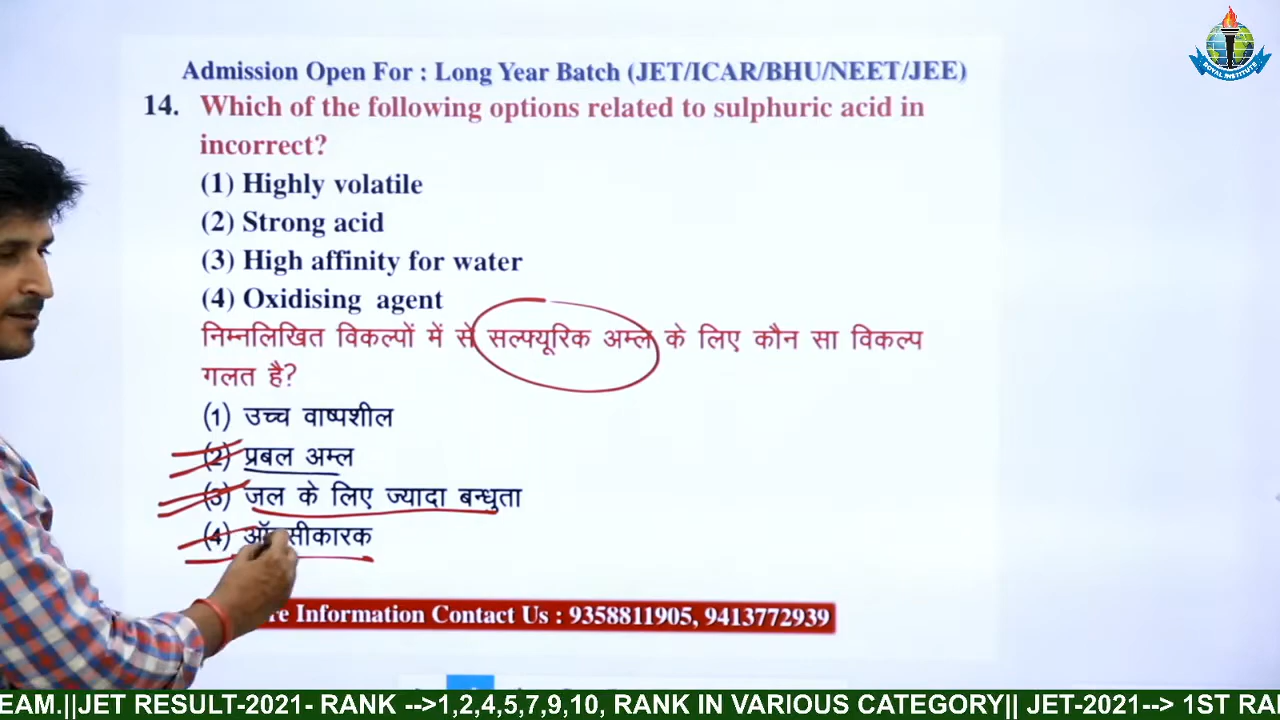 Admission Open For : Long Year Batch (JET/ICAR/BHU/NEET/JEE)
14. Which of the following options related to sulphuric acid in
incorrect?
(1) Highly volatile
(2) Strong acid
(3) High affinity for water
(4) Oxidising agent
निम्नलिखित विकल्पों में से सल्फ्यूरिक अम्ल के लिए कौन सा विकल्प
गलत है?
(1) उच्च वाष्पशील
(2) प्रबल अम्ल
(3) जल के लिए ज्यादा बन्धुता
(4)
Information Contact Us : 9358811905, 9413772939
GOYAL INSTITUTE
EAM.||JET RESULT-2021- RANK -->1,2,4,5,7,9,10, RANK IN VARIOUS CATEGORY|| JET-2021--> 1ST RA